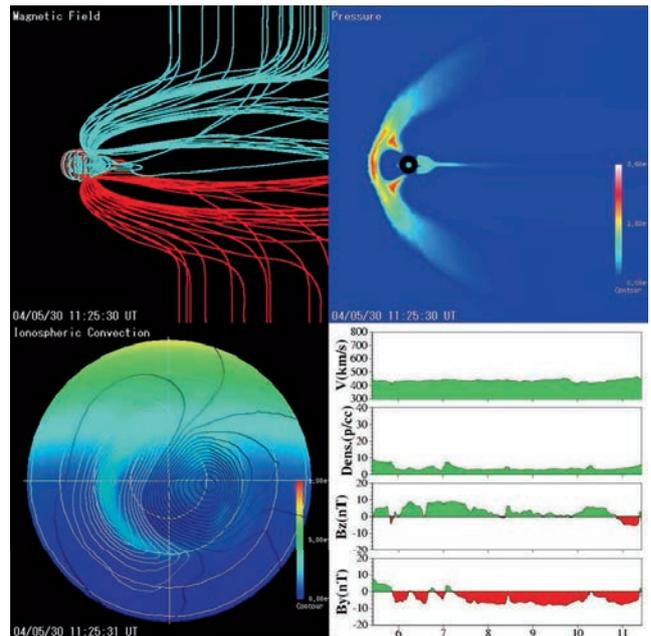 Magnetic Field
04/05/30 11:25:30 UT
Pressure
Contour
04/05/30 11:25:30 UT
Ionospheric Convection
Contour
04/05/30 11:25:31 UT
V(km/s)
800
700
600
500
400
300
Dens.(p/cc)
40
30
20
10
0
Bz(nT)
20
10
0
-10
-20
By(nT)
20
10
0
-10
-20
6 7 8 9 10 11